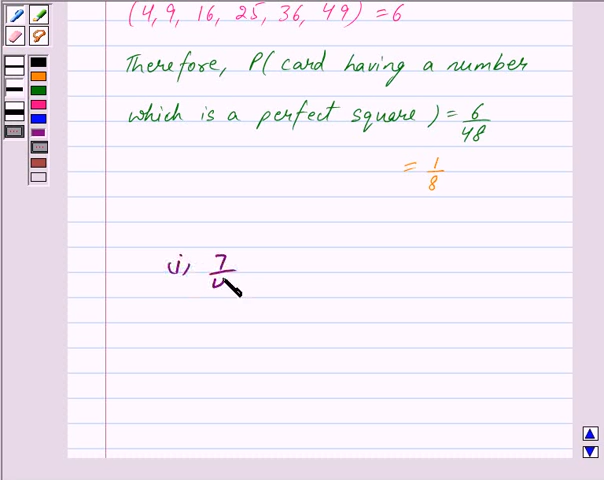 (4, 9, 16, 25, 36, 49) = 6
Therefore, P( card having a number
which is a perfect square ) = 6/48
= 1/8
(i) 7/4